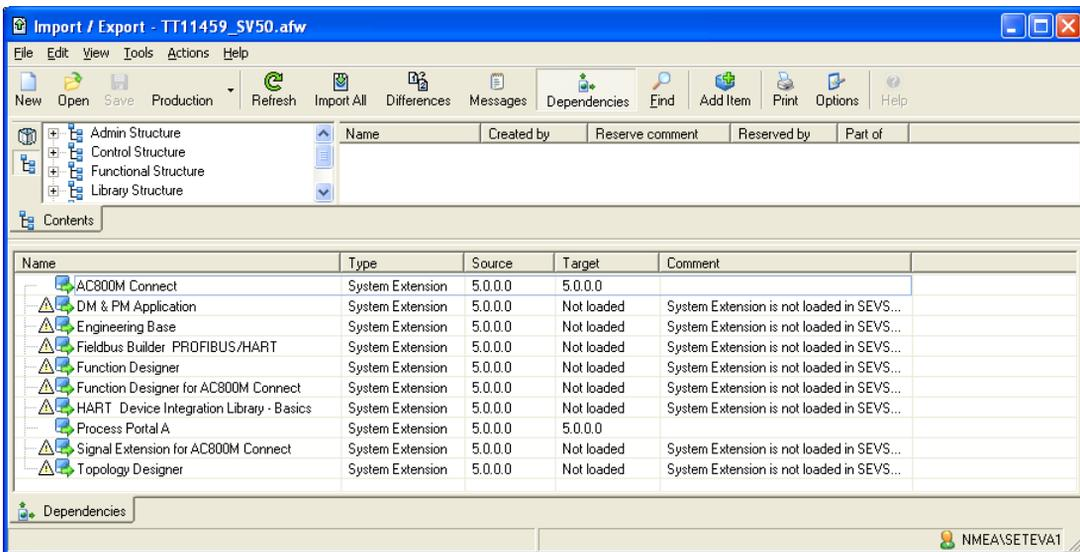 Import / Export - TT11459_SV50.afw
File Edit View Tools Actions Help
New Open Save Production Refresh Import All Differences Messages Dependencies Find Add Item Print Options Help
Admin Structure
Control Structure
Functional Structure
Library Structure
Name Created by Reserve comment Reserved by Part of
Contents
Name Type Source Target Comment
AC800M Connect System Extension 5.0.0.0 5.0.0.0
DM & PM Application System Extension 5.0.0.0 Not loaded System Extension is not loaded in SEVS...
Engineering Base System Extension 5.0.0.0 Not loaded System Extension is not loaded in SEVS...
Fieldbus Builder PROFIBUS/HART System Extension 5.0.0.0 Not loaded System Extension is not loaded in SEVS...
Function Designer System Extension 5.0.0.0 Not loaded System Extension is not loaded in SEVS...
Function Designer for AC800M Connect System Extension 5.0.0.0 Not loaded System Extension is not loaded in SEVS...
HART Device Integration Library - Basics System Extension 5.0.0.0 Not loaded System Extension is not loaded in SEVS...
Process Portal A System Extension 5.0.0.0 5.0.0.0
Signal Extension for AC800M Connect System Extension 5.0.0.0 Not loaded System Extension is not loaded in SEVS...
Topology Designer System Extension 5.0.0.0 Not loaded System Extension is not loaded in SEVS...
Dependencies
NMEA\SETEVA1